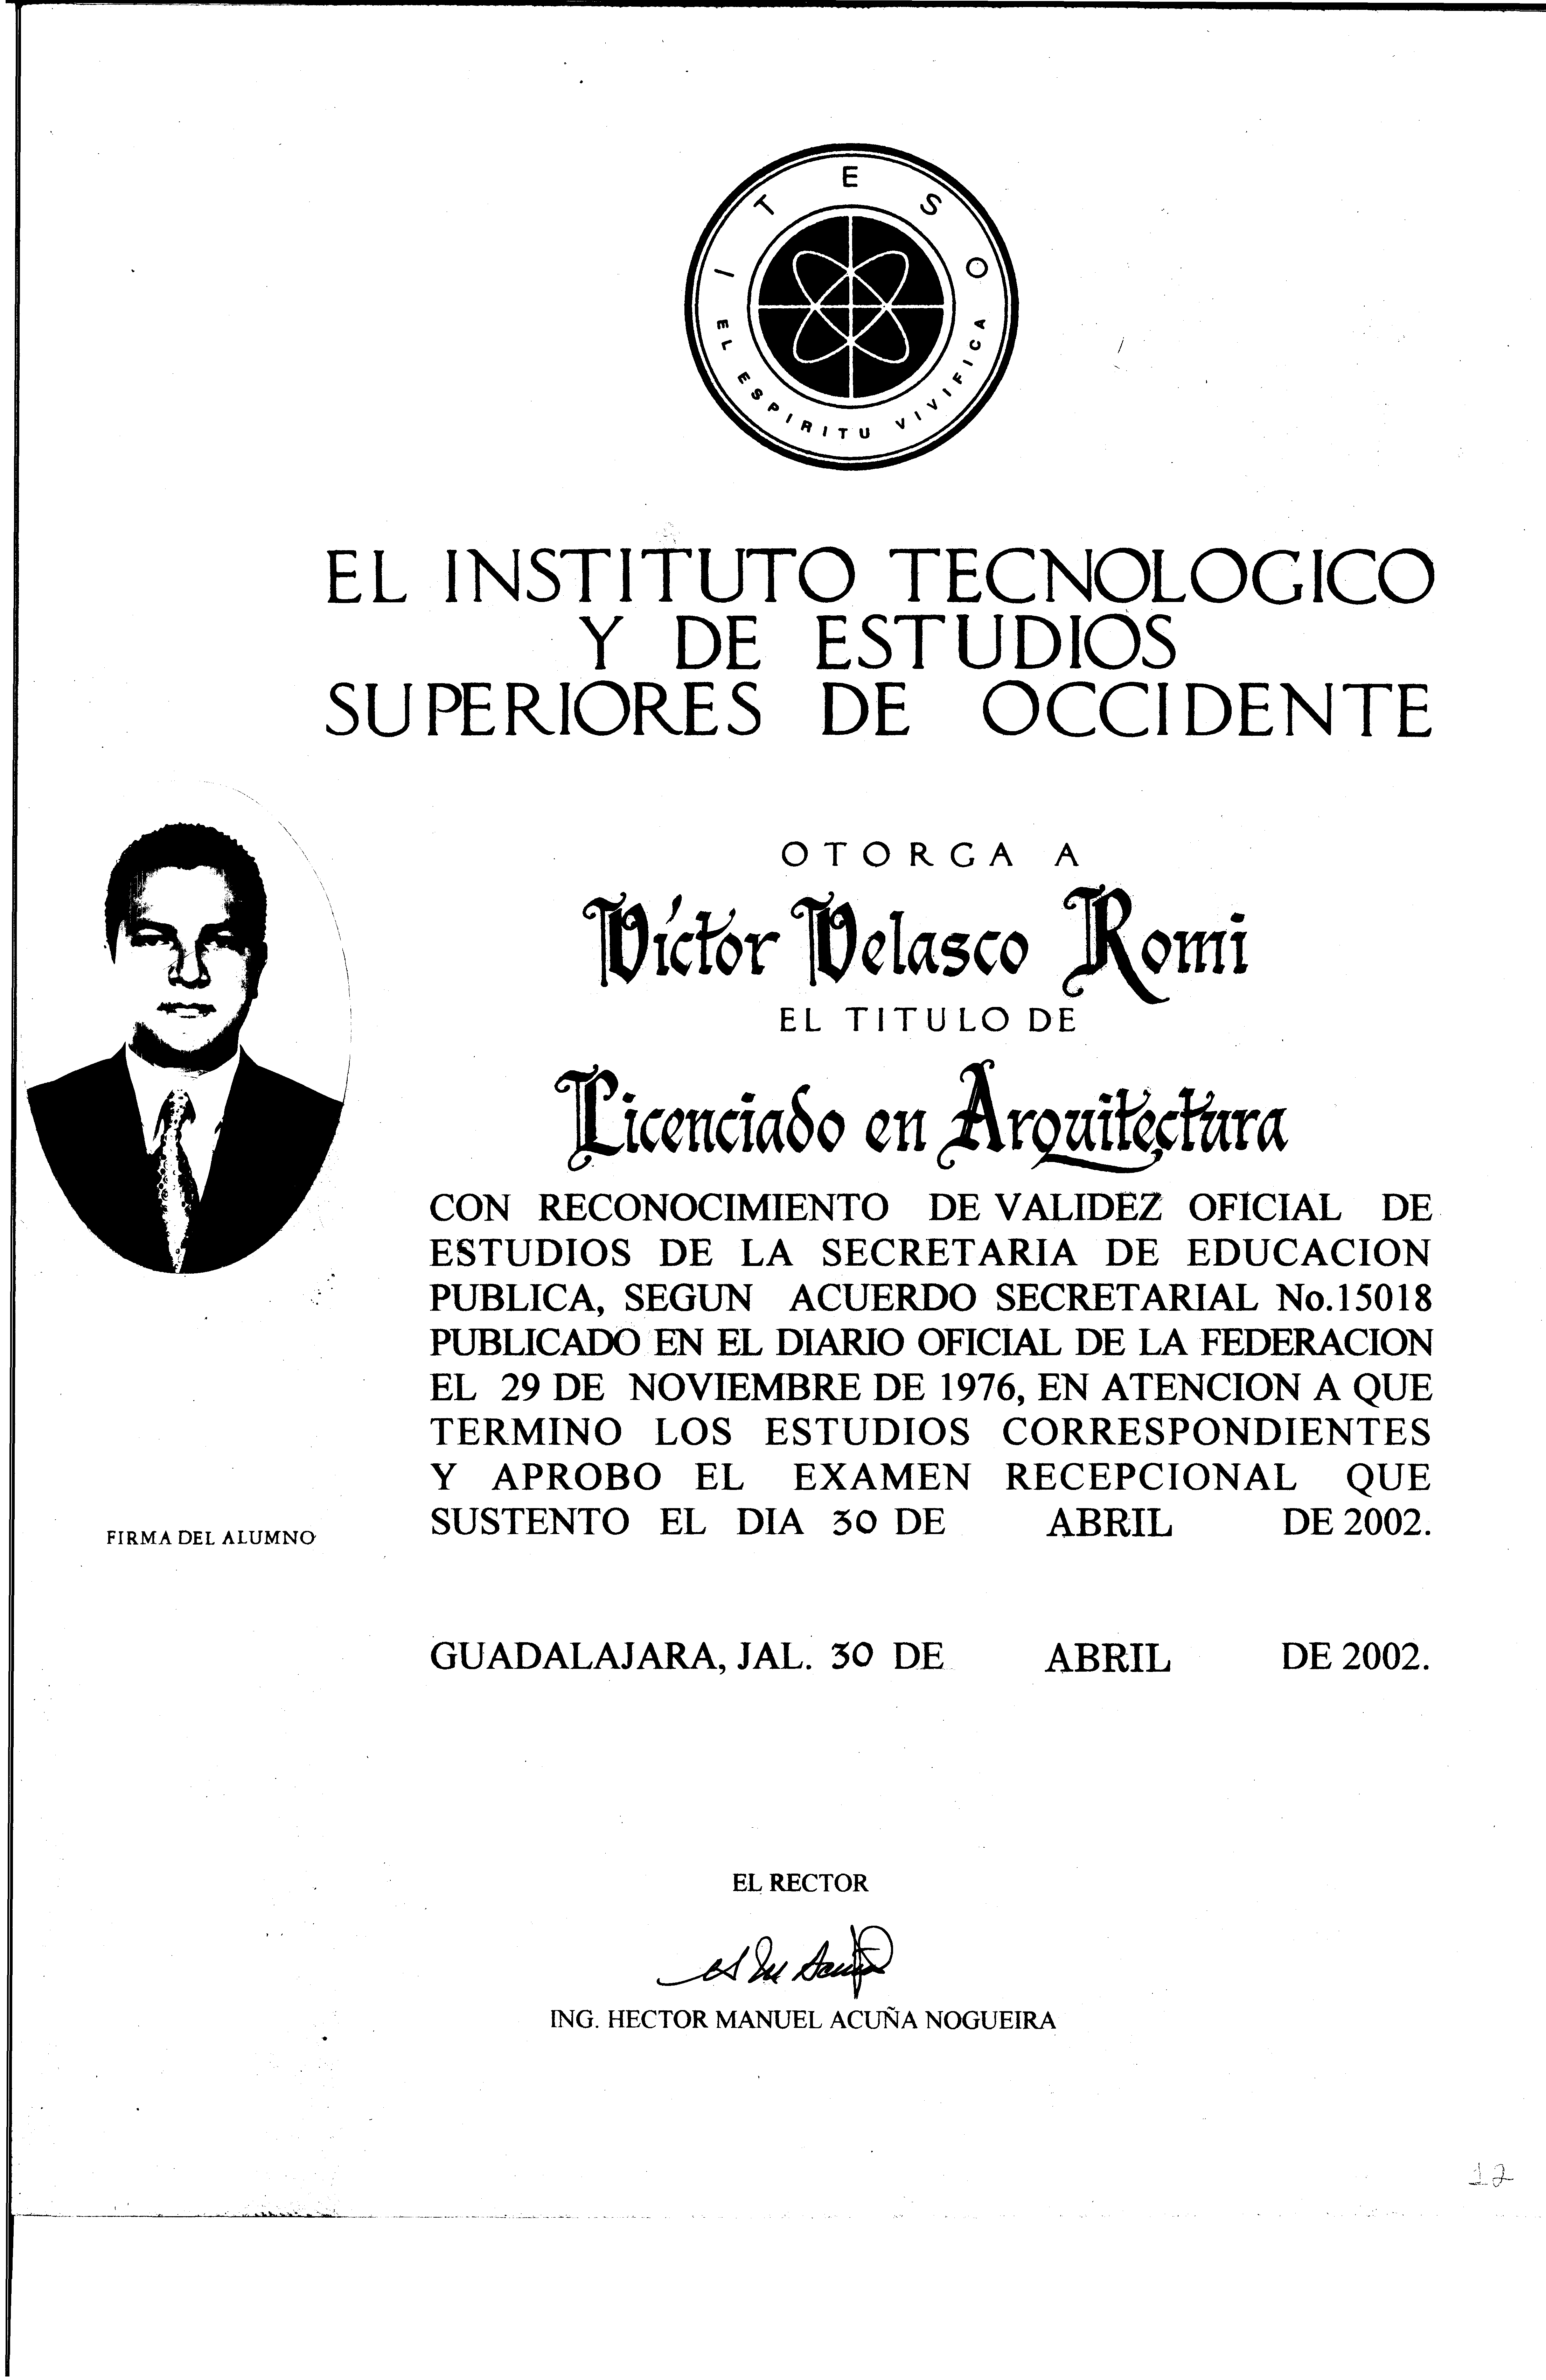 ITESO
EL ESPIRITU VIVIFICA
EL INSTITUTO TECNOLOGICO
Y DE ESTUDIOS
SUPERIORES DE OCCIDENTE
OTORGA A
Víctor Velasco Romi
EL TITULO DE
Licenciado en Arquitectura
CON RECONOCIMIENTO DE VALIDEZ OFICIAL DE
ESTUDIOS DE LA SECRETARIA DE EDUCACION
PUBLICA, SEGUN ACUERDO SECRETARIAL No.15018
PUBLICADO EN EL DIARIO OFICIAL DE LA FEDERACION
EL 29 DE NOVIEMBRE DE 1976, EN ATENCION A QUE
TERMINO LOS ESTUDIOS CORRESPONDIENTES
Y APROBO EL EXAMEN RECEPCIONAL QUE
SUSTENTO EL DIA 30 DE ABRIL DE 2002.
FIRMA DEL ALUMNO
GUADALAJARA, JAL. 30 DE ABRIL DE 2002.
EL RECTOR
ING. HECTOR MANUEL ACUÑA NOGUEIRA
12